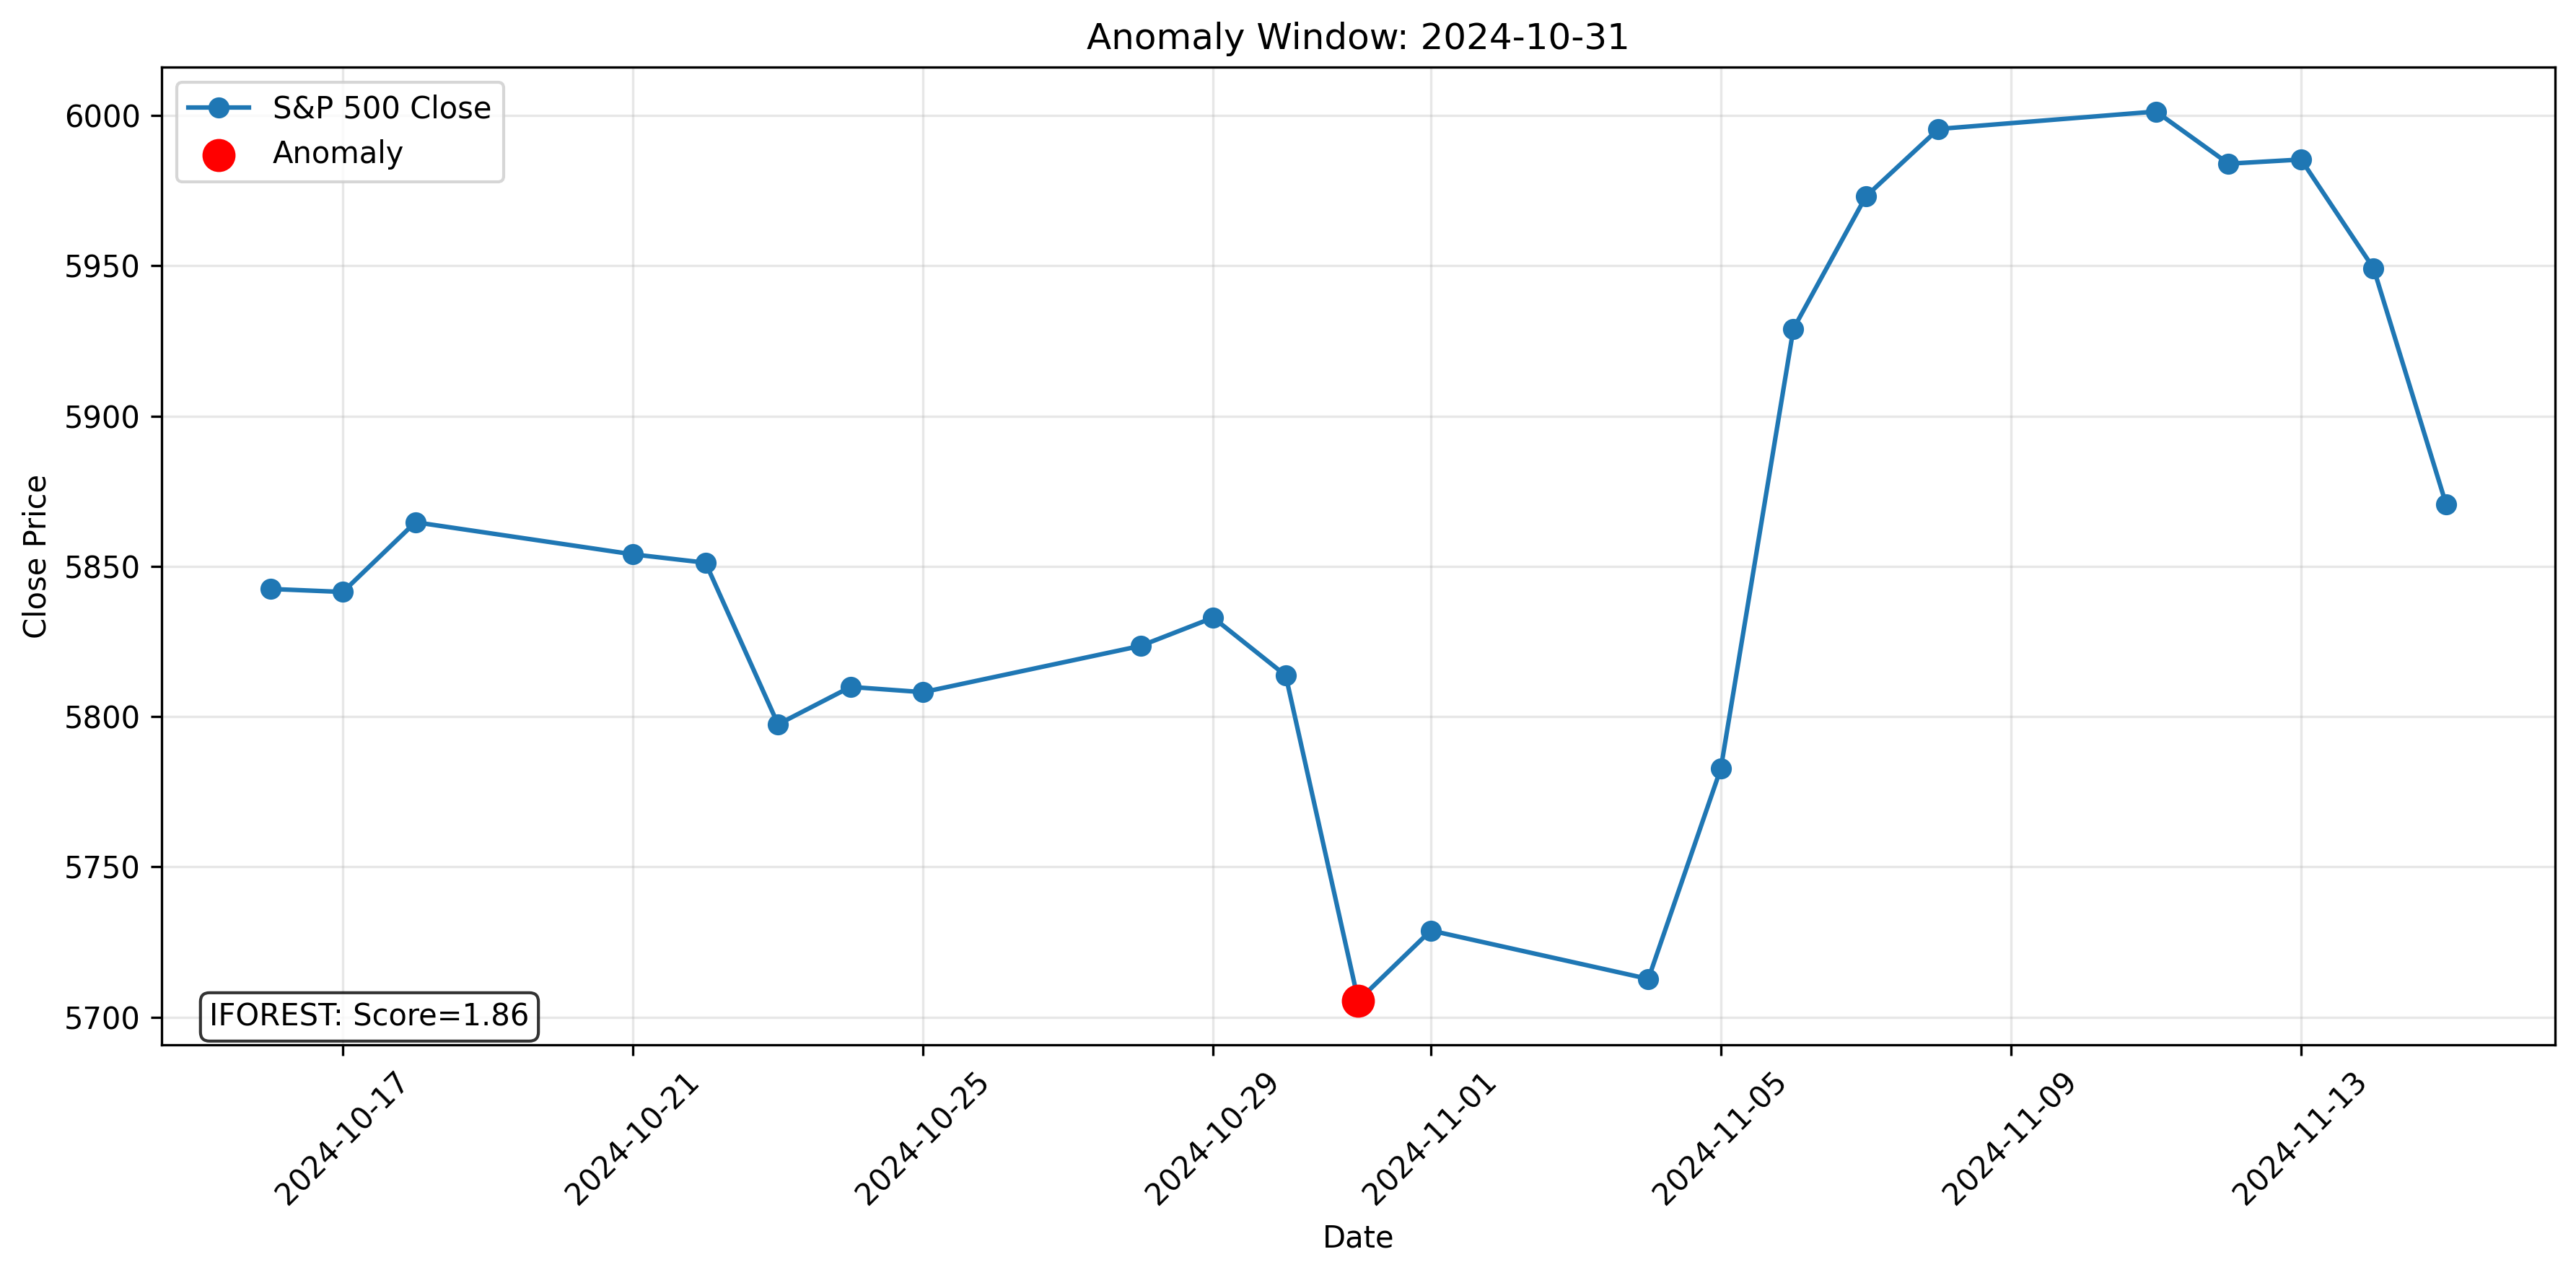 Anomaly Window: 2024-10-31
S&P 500 Close
Anomaly
6000
5950
5900
5850
5800
5750
5700
Close Price
IFOREST: Score=1.86
2024-10-17
2024-10-21
2024-10-25
2024-10-29
2024-11-01
2024-11-05
2024-11-09
2024-11-13
Date